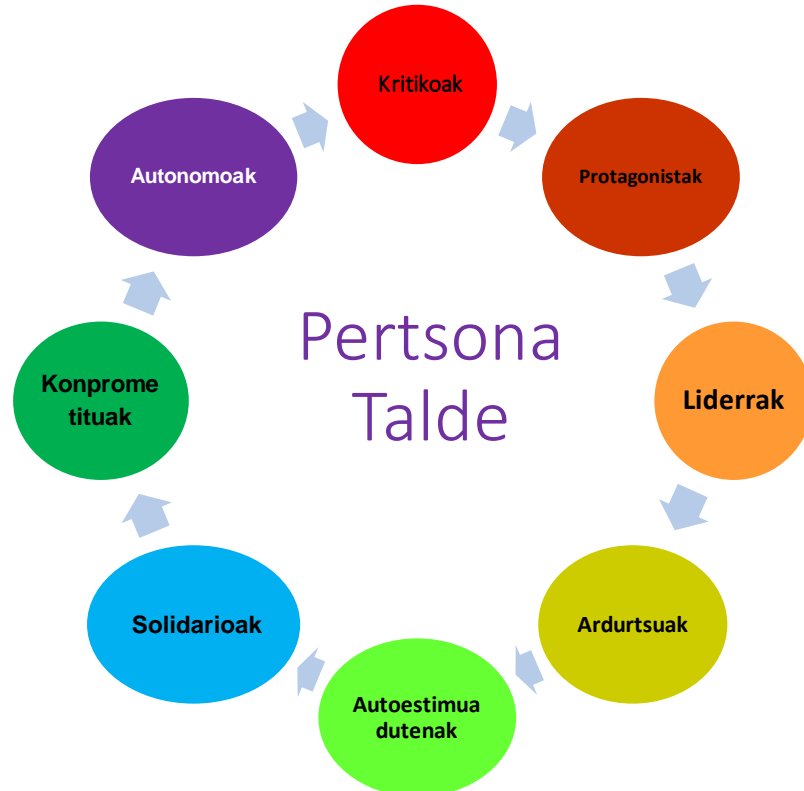 Kritikoak
Protagonistak
Liderrak
Ardurtsuak
Autoestimua
dutenak
Solidarioak
Konprome
tituak
Autonomoak
Pertsona
Talde